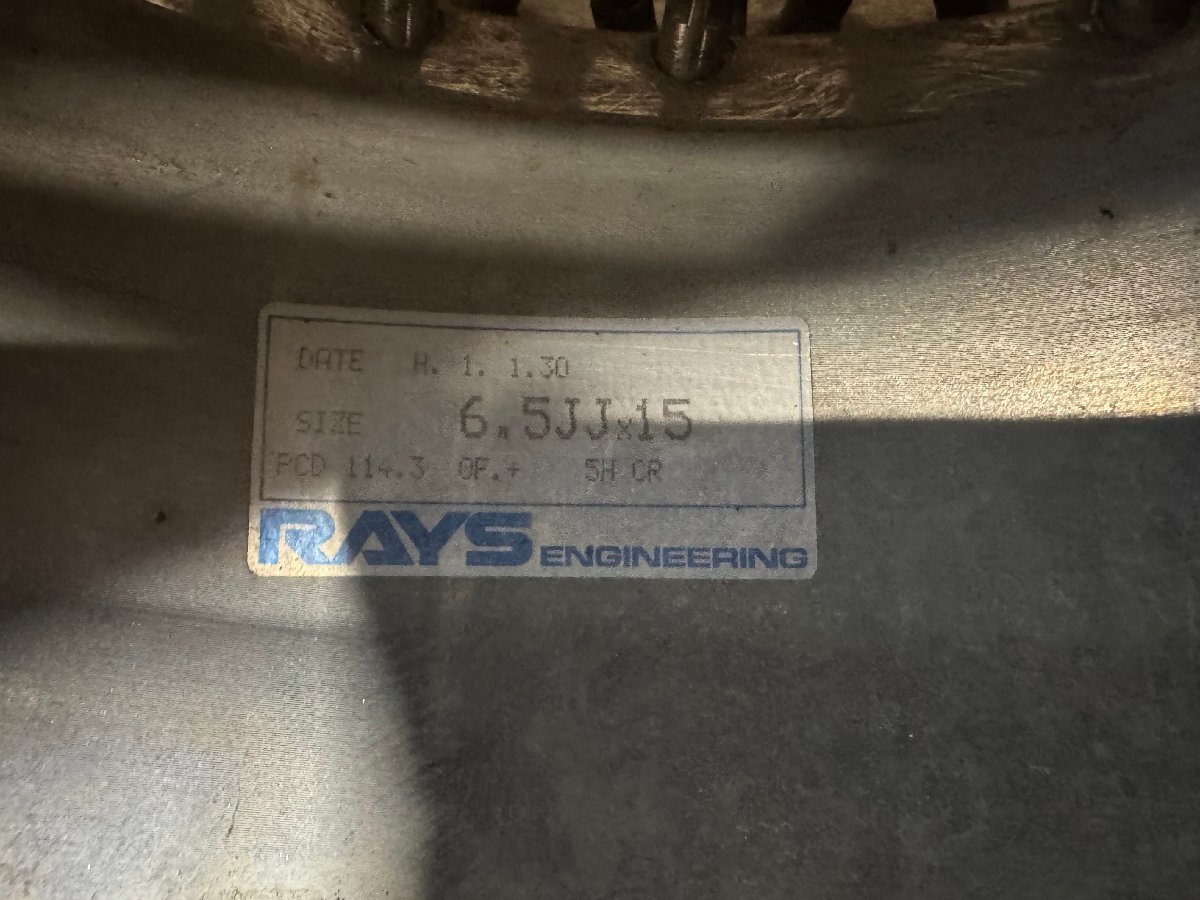 DATE H. 1. 1.30
SIZE 6.5JJx15
PCD 114.3 OF.+ 5H CR
RAYS ENGINEERING